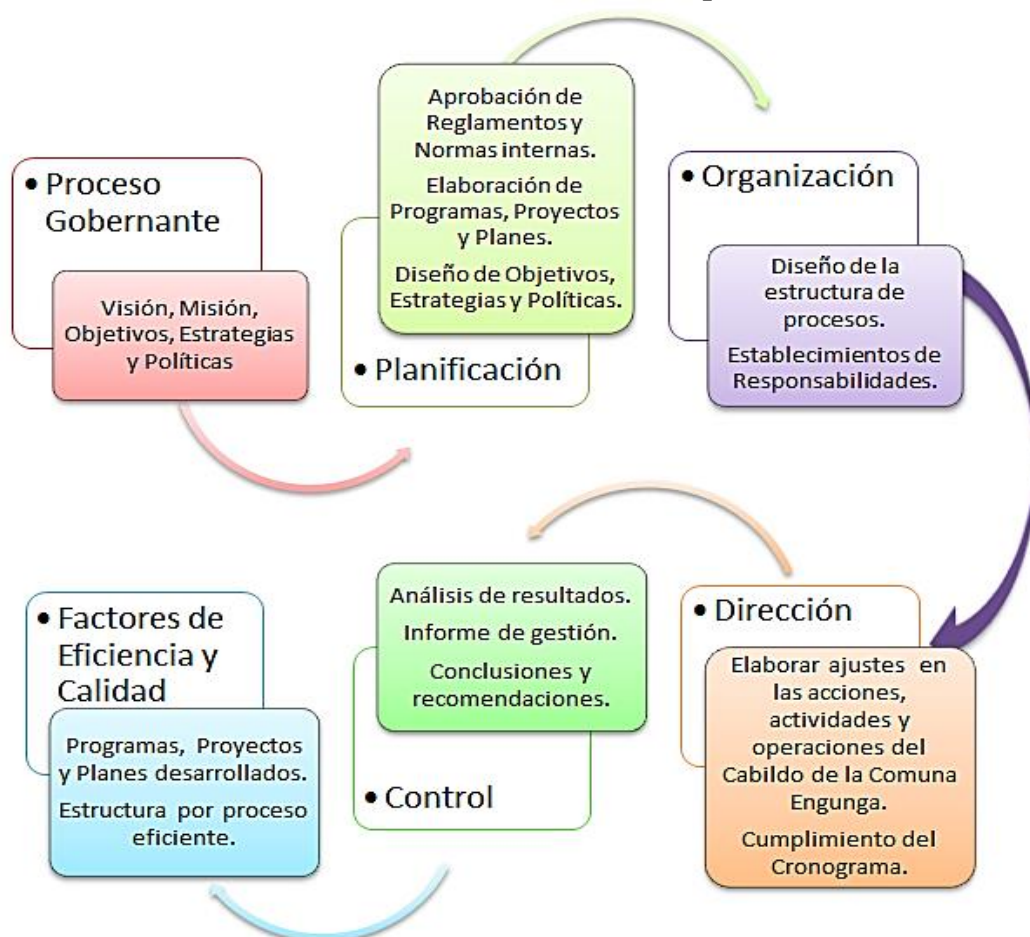 • Proceso
Gobernante
Visión, Misión,
Objetivos, Estrategias
y Políticas
Aprobación de
Reglamentos y
Normas internas.
Elaboración de
Programas, Proyectos
y Planes.
Diseño de Objetivos,
Estrategias y Políticas.
• Planificación
• Organización
Diseño de la
estructura de
procesos.
Establecimientos de
Responsabilidades.
• Dirección
Elaborar ajustes en
las acciones,
actividades y
operaciones del
Cabildo de la Comuna
Engunga.
Cumplimiento del
Cronograma.
Análisis de resultados.
Informe de gestión.
Conclusiones y
recomendaciones.
• Control
• Factores de
Eficiencia y
Calidad
Programas, Proyectos
y Planes desarrollados.
Estructura por proceso
eficiente.